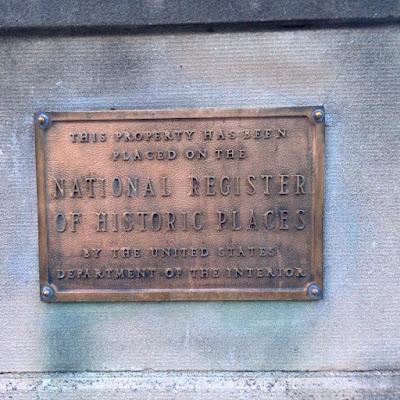 THIS PROPERTY HAS BEEN
PLACED ON THE
NATIONAL REGISTER
OF HISTORIC PLACES
BY THE UNITED STATES
DEPARTMENT OF THE INTERIOR